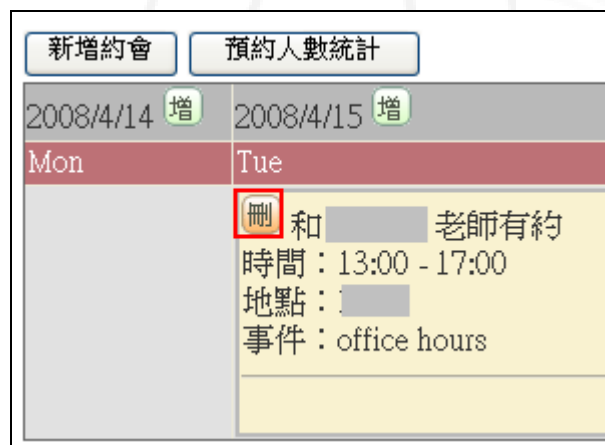 新增約會 預約人數統計
2008/4/14 增 2008/4/15 增
Mon Tue
刪 和 老師有約
時間：13:00 - 17:00
地點：
事件：office hours